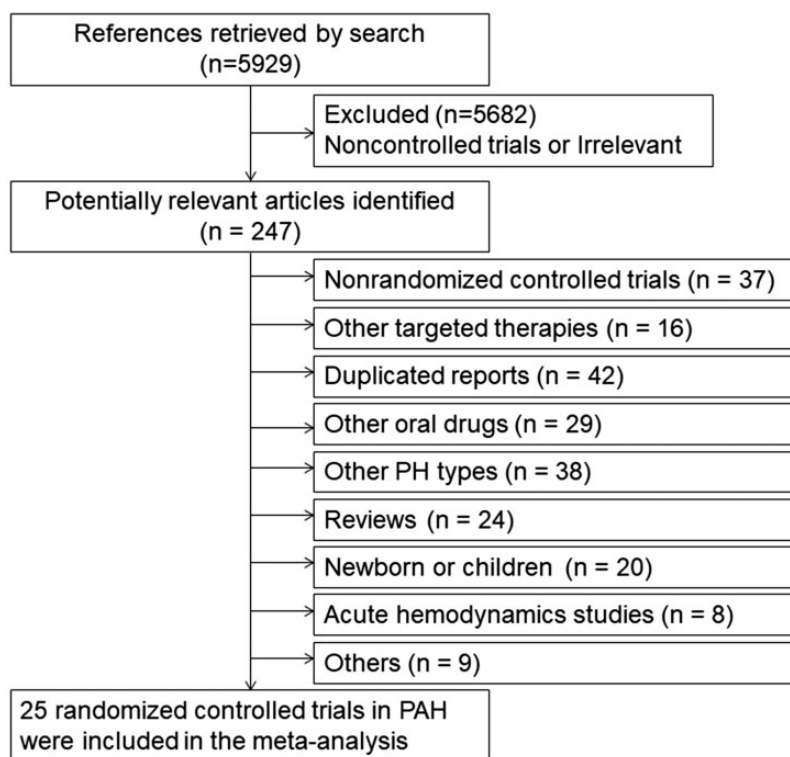 References retrieved by search
(n=5929)
Excluded (n=5682)
Noncontrolled trials or Irrelevant
Potentially relevant articles identified
(n = 247)
Nonrandomized controlled trials (n = 37)
Other targeted therapies (n = 16)
Duplicated reports (n = 42)
Other oral drugs (n = 29)
Other PH types (n = 38)
Reviews (n = 24)
Newborn or children (n = 20)
Acute hemodynamics studies (n = 8)
Others (n = 9)
25 randomized controlled trials in PAH
were included in the meta-analysis